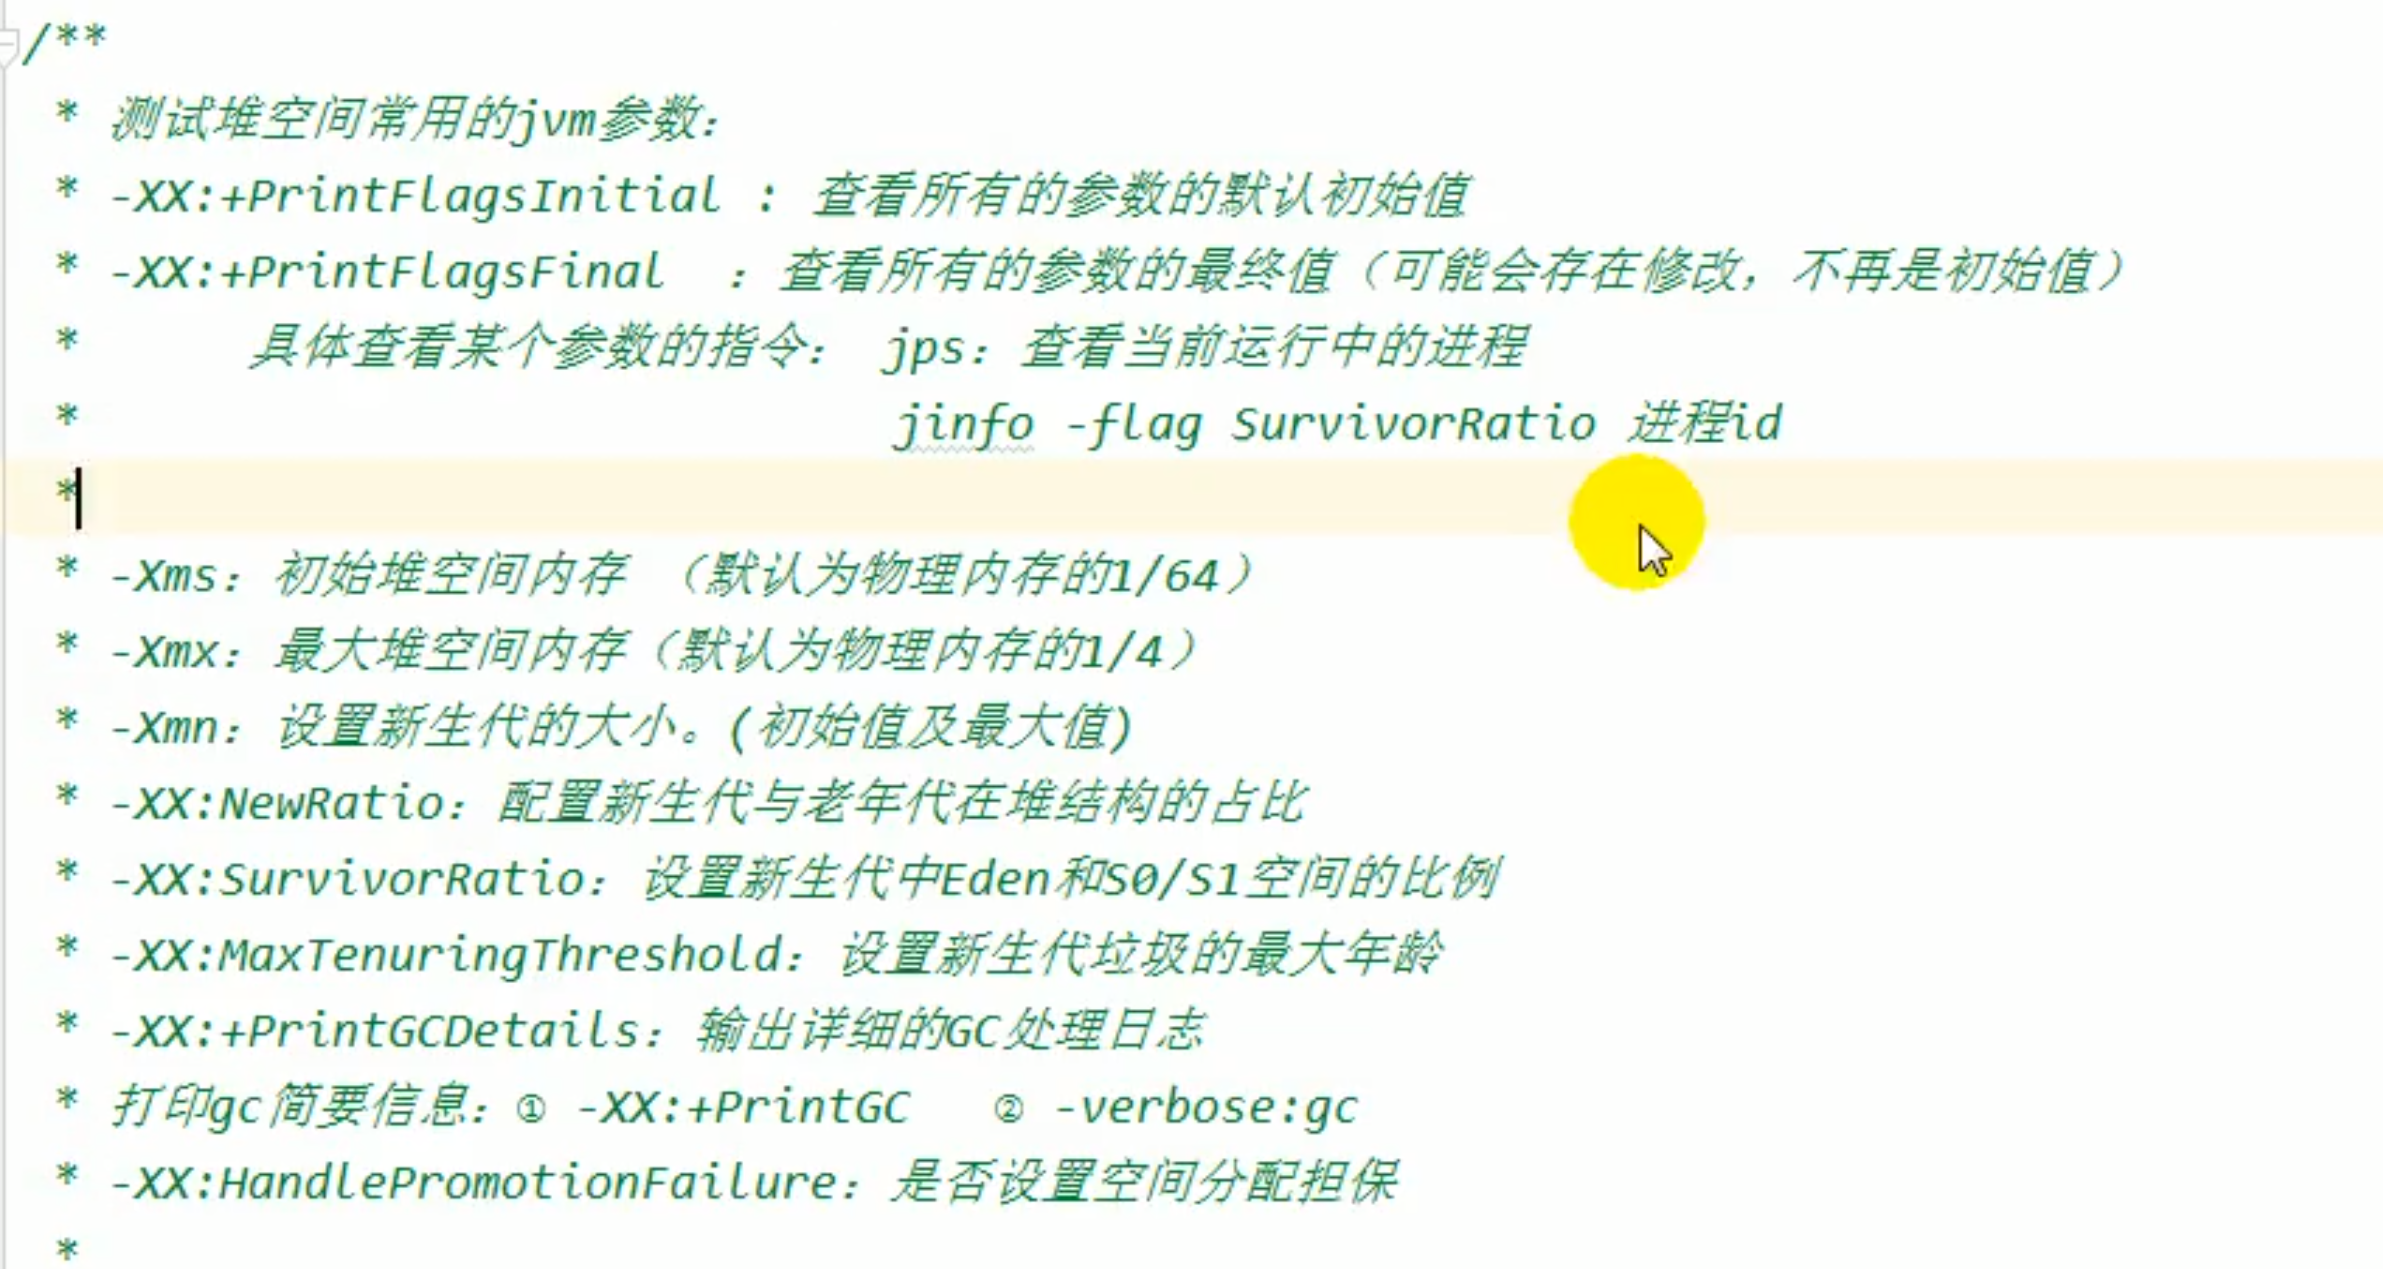 /**
* 测试堆空间常用的jvm参数：
* -XX:+PrintFlagsInitial : 查看所有的参数的默认初始值
* -XX:+PrintFlagsFinal  ：查看所有的参数的最终值（可能会存在修改，不再是初始值）
*      具体查看某个参数的指令： jps：查看当前运行中的进程
*                             jinfo -flag SurvivorRatio 进程id
*
* -Xms：初始堆空间内存 （默认为物理内存的1/64）
* -Xmx：最大堆空间内存（默认为物理内存的1/4）
* -Xmn：设置新生代的大小。(初始值及最大值)
* -XX:NewRatio：配置新生代与老年代在堆结构的占比
* -XX:SurvivorRatio：设置新生代中Eden和S0/S1空间的比例
* -XX:MaxTenuringThreshold：设置新生代垃圾的最大年龄
* -XX:+PrintGCDetails：输出详细的GC处理日志
* 打印gc简要信息：① -XX:+PrintGC   ② -verbose:gc
* -XX:HandlePromotionFailure：是否设置空间分配担保
*